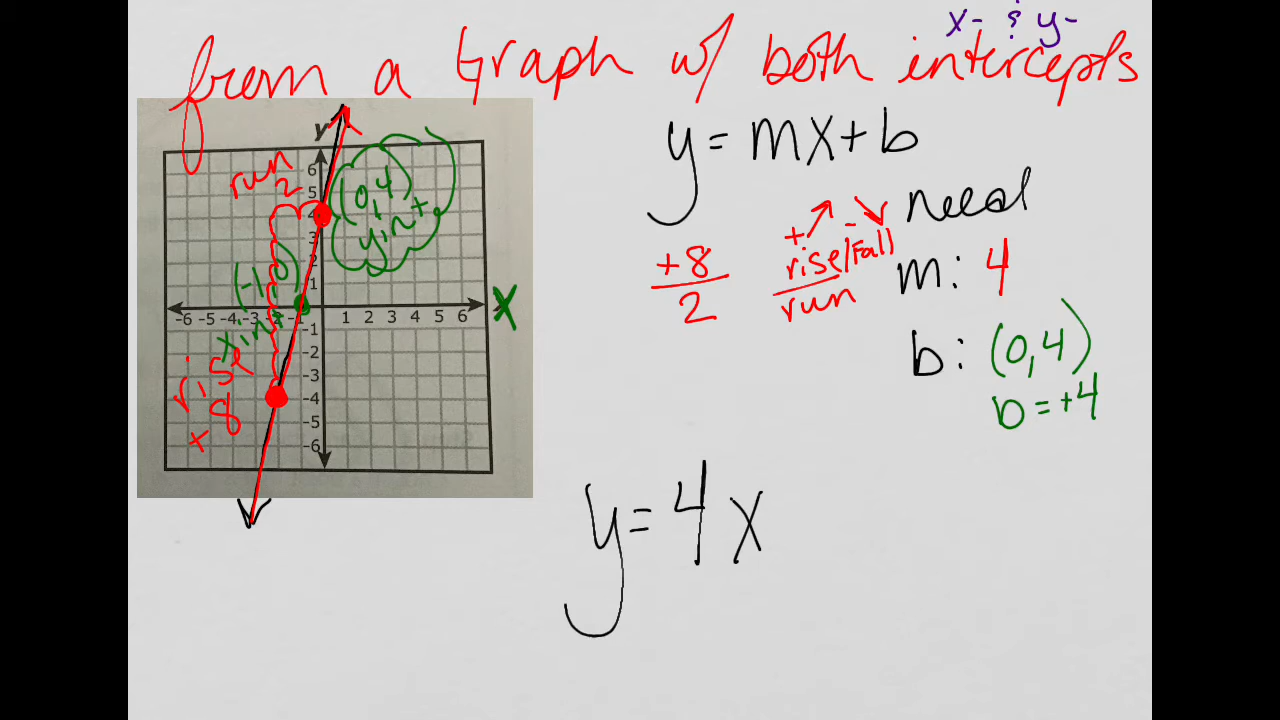 x- & y-
from a Graph w/ both intercepts
y = mx + b
need
+ -
+8/2 rise/Fall/run m: 4
b: (0,4)
b = +4
y = 4x
y
run
2
(0,4)
y int.
(-1,0)
x int
rise
+8
X
6
5
4
3
2
1
-6 -5 -4 -3 -2 -1 1 2 3 4 5 6
-1
-2
-3
-4
-5
-6